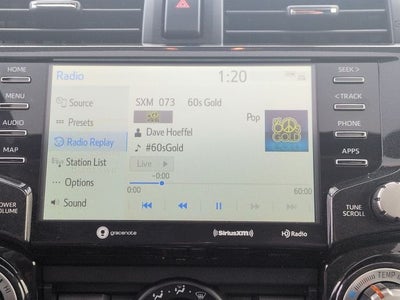 Radio
1:20
HOME
MENU
AUDIO
MAP
POWER
VOLUME
Source
Presets
Radio Replay
Station List
Options
Sound
SXM 073 60s Gold
Pop
Dave Hoeffel
#60sGold
Live
-0:00
0:00
60:00
GOLD
SEEK >
< TRACK
PHONE
APPS
TUNE
SCROLL
gracenote
((SiriusXM))
HD Radio